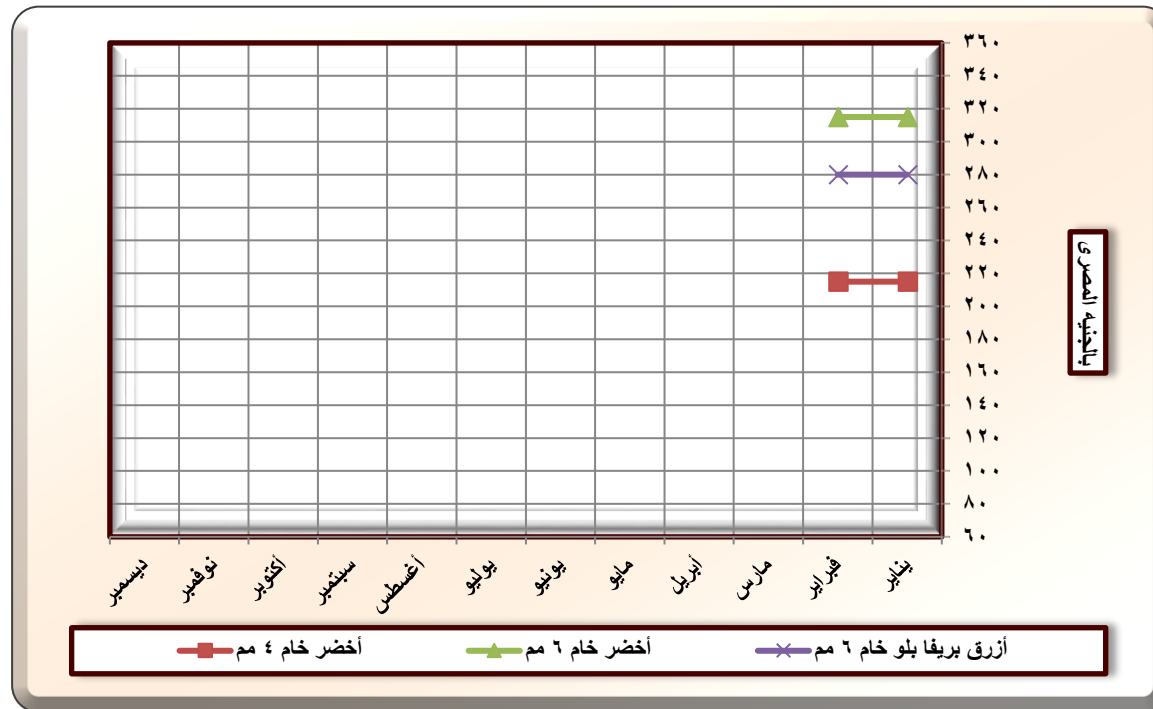 ٣٦٠
٣٤٠
٣٢٠
٣٠٠
٢٨٠
٢٦٠
٢٤٠
٢٢٠
٢٠٠
١٨٠
١٦٠
١٤٠
١٢٠
١٠٠
٨٠
٦٠
بالجنيه المصرى
يناير
فبراير
مارس
أبريل
مايو
يونيو
يوليو
أغسطس
سبتمبر
أكتوبر
نوفمبر
ديسمبر
أزرق بريفا بلو خام ٦ مم
أخضر خام ٦ مم
أخضر خام ٤ مم